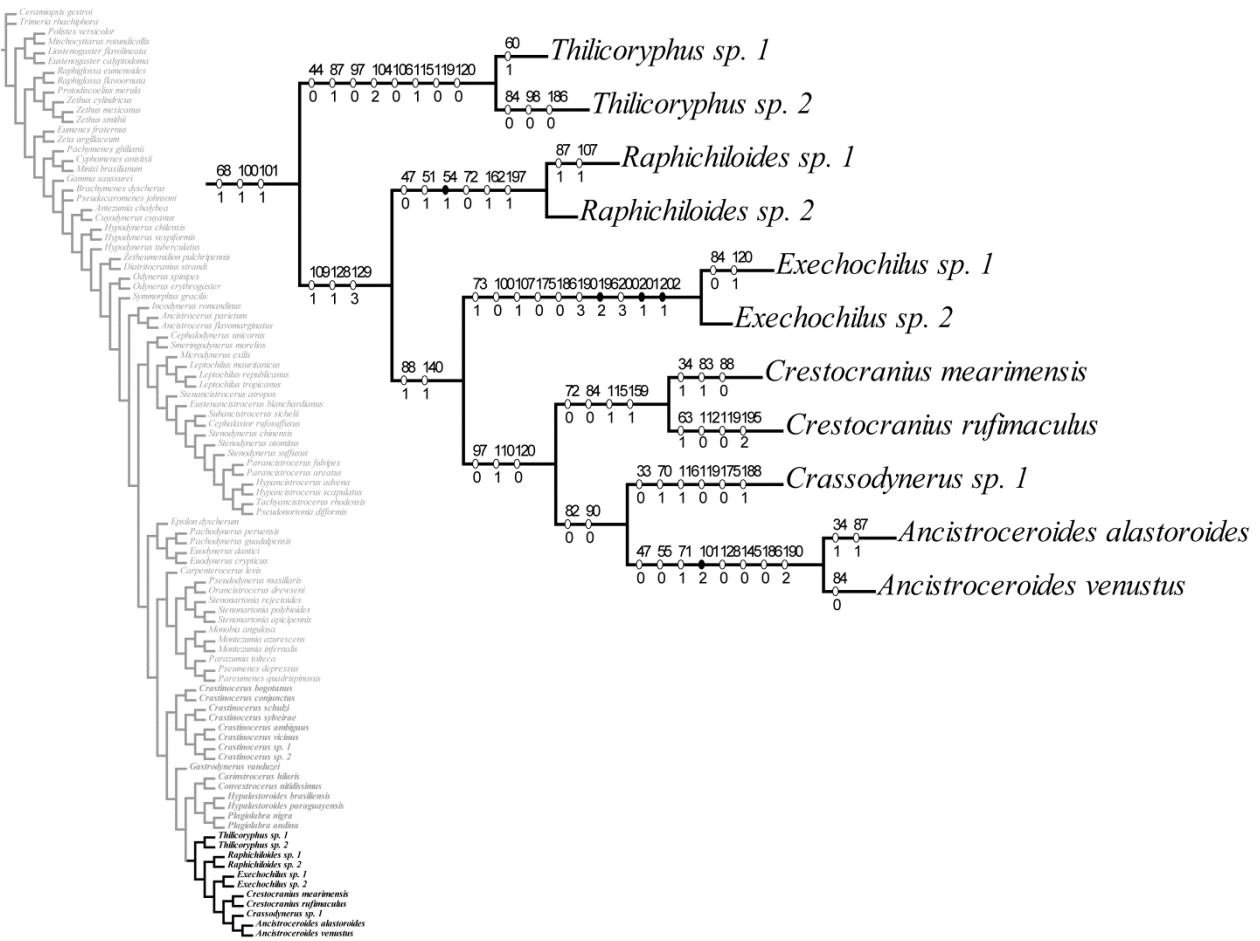 Ceramiopsis gestroi
Trimeria rhachiphora
Polistes versicolor
Mischocyttarus rotundicollis
Liostenogaster flavolineata
Eustenogaster calyptodoma
Raphiglossa eumenoides
Raphiglossa flavoornata
Protodiscoelius merula
Zethus cylindricus
Zethus mexicanus
Zethus smithii
Eumenes fraternus
Zeta argillaceum
Pachymenes ghilianii
Cyphomenes anisitsii
Minixi brasilianum
Gamma saussurei
Brachymenes dyscherus
Pseudacaromenes johnsoni
Antezumia chalybea
Cuyodynerus cuyanus
Hypodynerus chilensis
Hypodynerus vespiformis
Hypodynerus tuberculatus
Zetheumenidion pulchripennis
Diatritocranius strandi
Odynerus spinipes
Odynerus erythrogaster
Symmorphus gracilis
Incodynerus romandinus
Ancistrocerus parietum
Ancistrocerus flavomarginatus
Cephalodynerus unicornis
Smeringodynerus morelios
Microdynerus exilis
Leptochilus mauritanicus
Leptochilus republicanus
Leptochilus tropicanus
Stenancistrocerus atropos
Eustenancistrocerus blanchardianus
Subancistrocerus sichelii
Cephalastor rufosuffusus
Stenodynerus chinensis
Stenodynerus otomitus
Stenodynerus suffusus
Parancistrocerus fulvipes
Parancistrocerus areatus
Hypancistrocerus advena
Hypancistrocerus scapulatus
Tachyancistrocerus rhodensis
Pseudonortonia difformis
Epsilon dyscherum
Pachodynerus peruensis
Pachodynerus guadulpensis
Euodynerus dantici
Euodynerus crypticus
Carpenterocerus levis
Pseudodynerus maxillaris
Orancistrocerus drewseni
Stenonartonia rejectoides
Stenonartonia polybioides
Stenonartonia apicipennis
Monobia angulosa
Montezumia azurescens
Montezumia infernalis
Parazumia tolteca
Pseumenes depressus
Pareumenes quadrispinosus
Crastinocerus bogotanus
Crastinocerus conjunctus
Crastinocerus schulzi
Crastinocerus sylveirae
Crastinocerus ambiguus
Crastinocerus vicinus
Crastinocerus sp. 1
Crastinocerus sp. 2
Gastrodynerus vanduzei
Carinstrocerus hilaris
Convextrocerus nitidissimus
Hypalastoroides brasiliensis
Hypalastoroides paraguayensis
Plagiolabra nigra
Plagiolabra andina
Thilicoryphus sp. 1
Thilicoryphus sp. 2
Raphichiloides sp. 1
Raphichiloides sp. 2
Exechochilus sp. 1
Exechochilus sp. 2
Crestocranius mearimensis
Crestocranius rufimaculus
Crassodynerus sp. 1
Ancistroceroides alastoroides
Ancistroceroides venustus
68 100 101
1 1 1
44 87 97 104 106 115 119 120
0 1 0 2 0 1 0 0
60
1
Thilicoryphus sp. 1
84 98 186
0 0 0
Thilicoryphus sp. 2
109 128 129
1 1 3
47 51 54 72 162 197
0 1 1 0 1 1
87 107
1 1
Raphichiloides sp. 1
Raphichiloides sp. 2
88 140
1 1
73 100 107 175 186 190 196 200 201 202
1 0 1 0 0 3 2 3 1 1
84 120
0 1
Exechochilus sp. 1
Exechochilus sp. 2
97 110 120
0 1 0
72 84 115 159
0 0 1 1
34 83 88
1 1 0
Crestocranius mearimensis
63 112 119 195
1 0 0 2
Crestocranius rufimaculus
82 90
0 0
33 70 116 119 175 188
0 1 1 0 0 1
Crassodynerus sp. 1
47 55 71 101 128 145 186 190
0 0 1 2 0 0 0 2
34 87
1 1
Ancistroceroides alastoroides
84
0
Ancistroceroides venustus